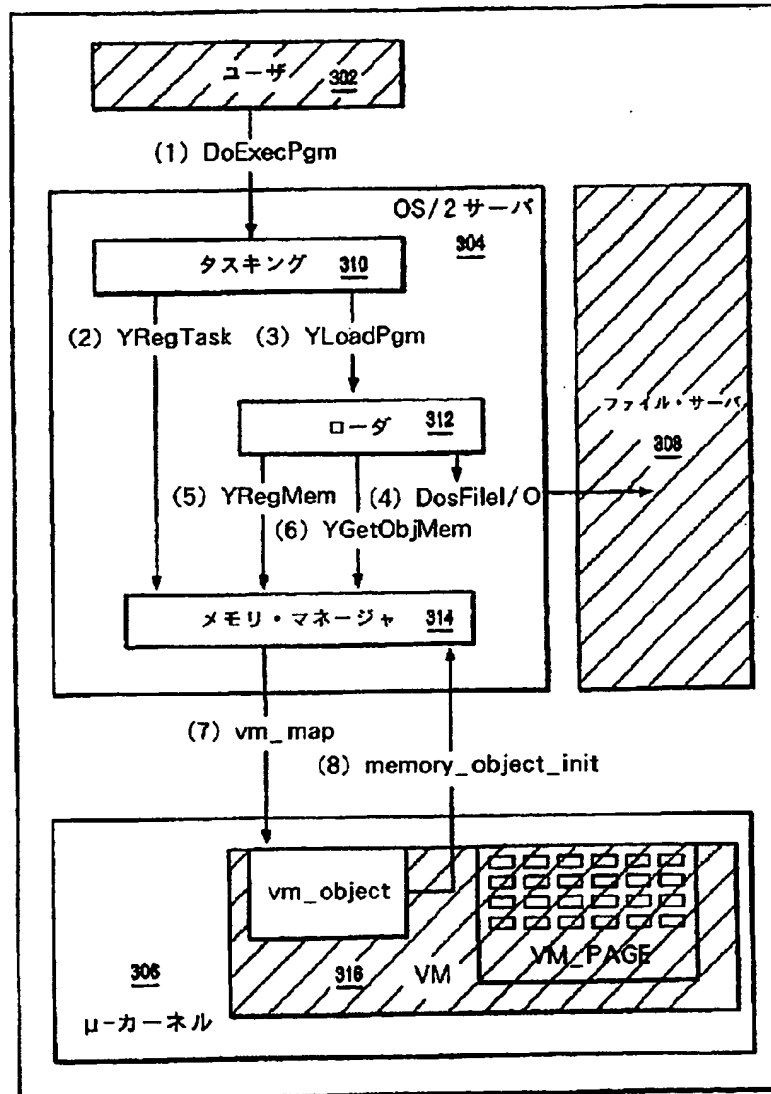 ユーザ 302
(1) DoExecPgm
OS/2 サーバ
304
タスキング 310
(2) YRegTask (3) YLoadPgm
ローダ 312
ファイル・サーバ
308
(5) YRegMem (4) DosFileI/O
(6) YGetObjMem
メモリ・マネージャ 314
(7) vm_map
(8) memory_object_init
vm_object
VM_PAGE
306
316 VM
μ-カーネル